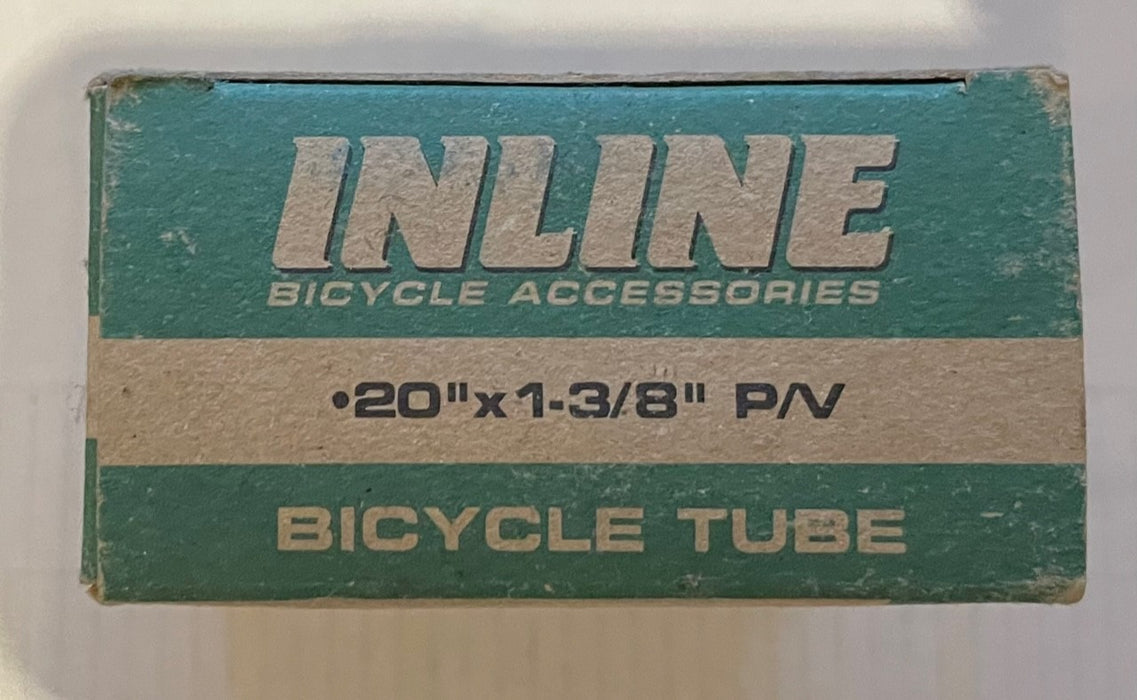 INLINE
BICYCLE ACCESSORIES
•20"x1-3/8" P/V
BICYCLE TUBE